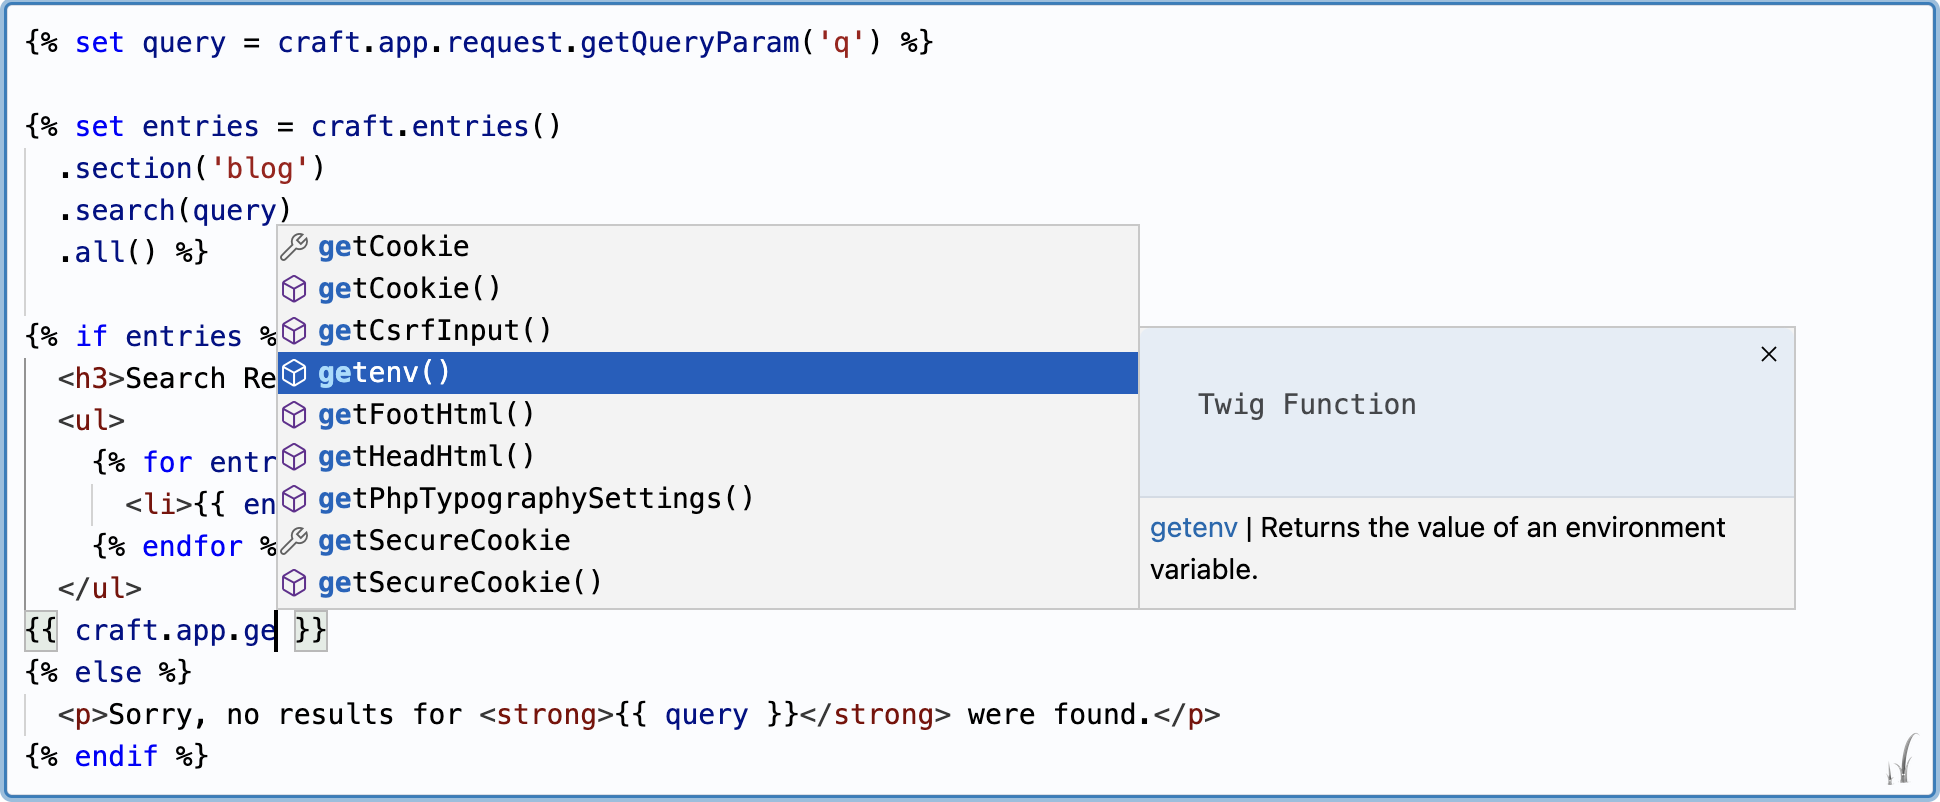 {% set query = craft.app.request.getQueryParam('q') %}
{% set entries = craft.entries()
.section('blog')
.search(query)
.all() %}
{% if entries %
<h3>Search Re
<ul>
{% for entr
<li>{{ en
{% endfor %
</ul>
{{ craft.app.ge }}
{% else %}
<p>Sorry, no results for <strong>{{ query }}</strong> were found.</p>
{% endif %}
getCookie
getCookie()
getCsrfInput()
getenv()
getFootHtml()
getHeadHtml()
getPhpTypographySettings()
getSecureCookie
getSecureCookie()
Twig Function
getenv | Returns the value of an environment
variable.